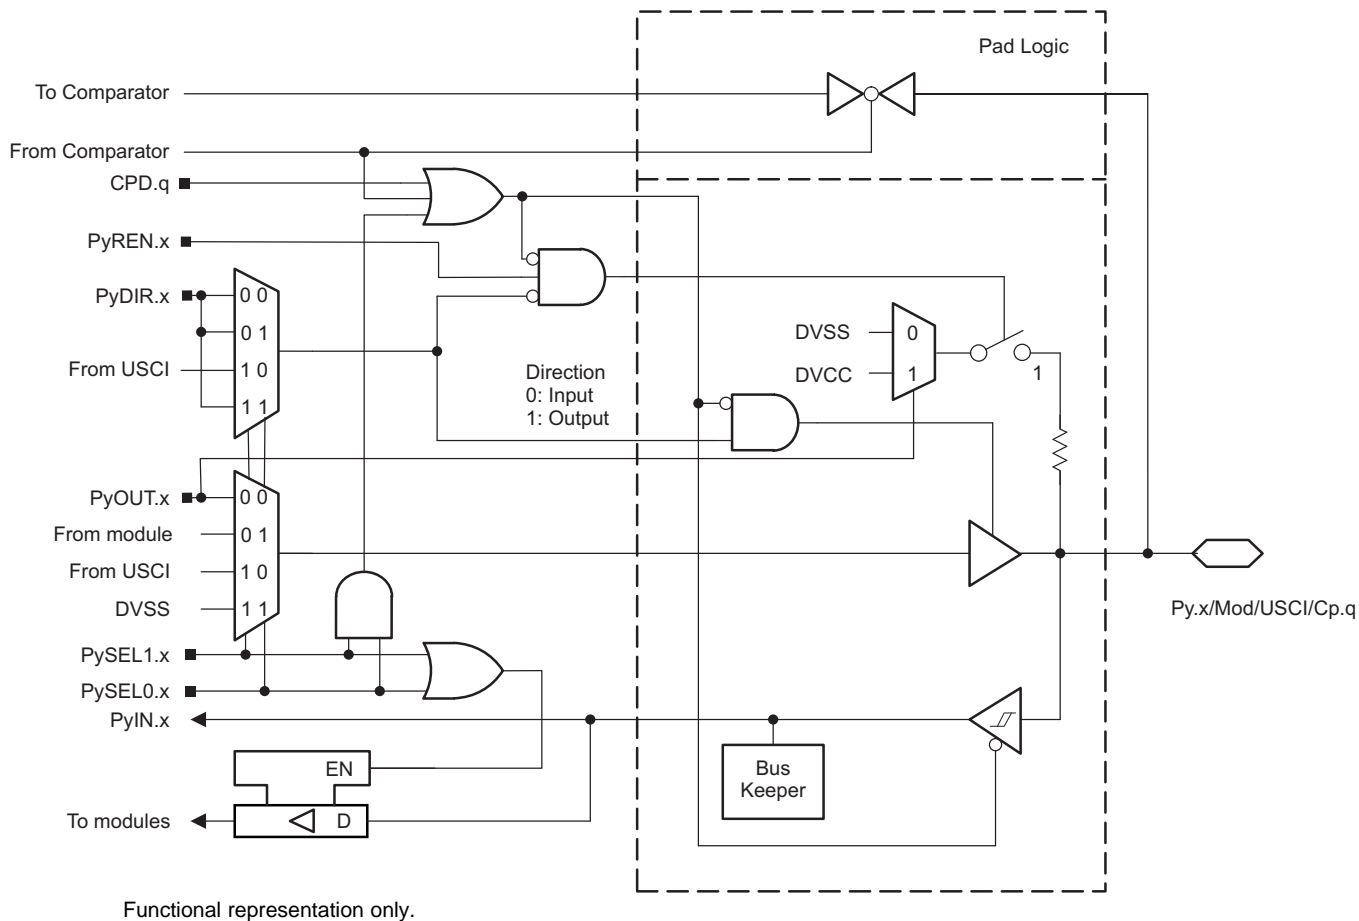 Pad Logic
To Comparator
From Comparator
CPD.q
PyREN.x
PyDIR.x
0 0
0 1
From USCI
1 0
1 1
Direction
0: Input
1: Output
DVSS
0
DVCC
1
1
PyOUT.x
0 0
From module
0 1
From USCI
1 0
DVSS
1 1
Py.x/Mod/USCI/Cp.q
PySEL1.x
PySEL0.x
PyIN.x
Bus
Keeper
EN
To modules
D
Functional representation only.